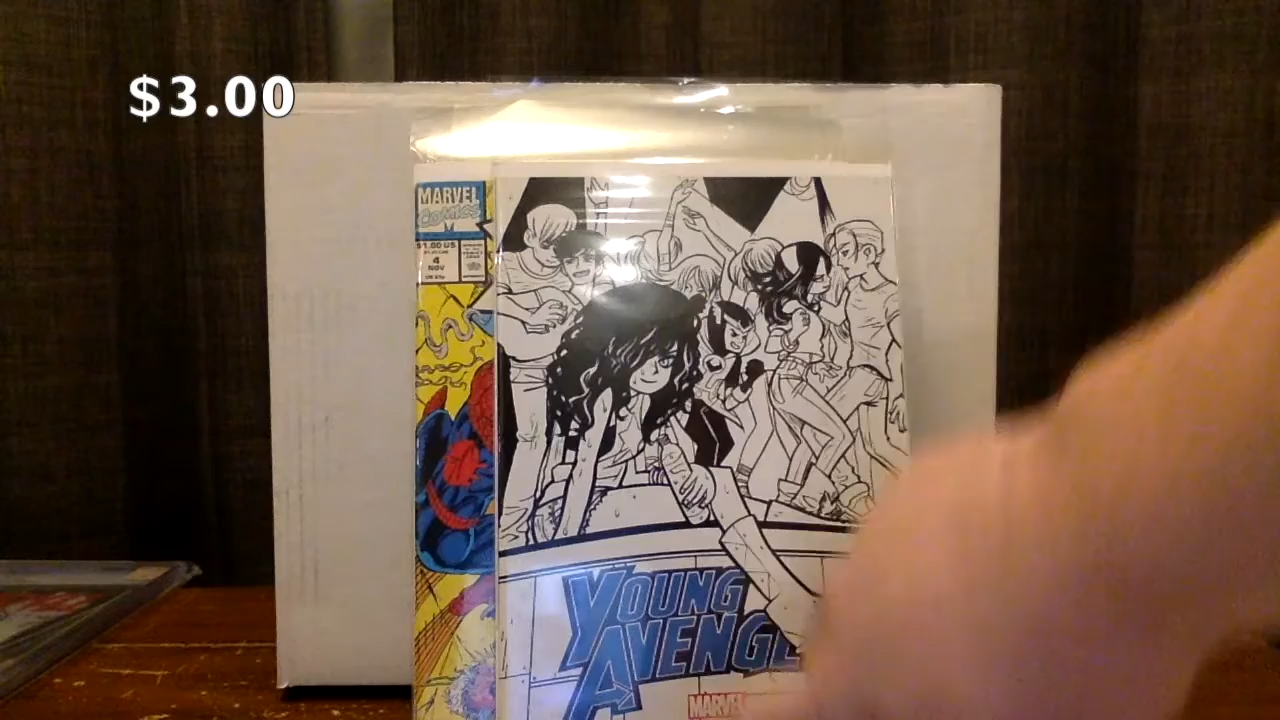 $3.00
MARVEL
COMICS
$1.00 US
4
NOV
YOUNG
AVENGE
MARVEL